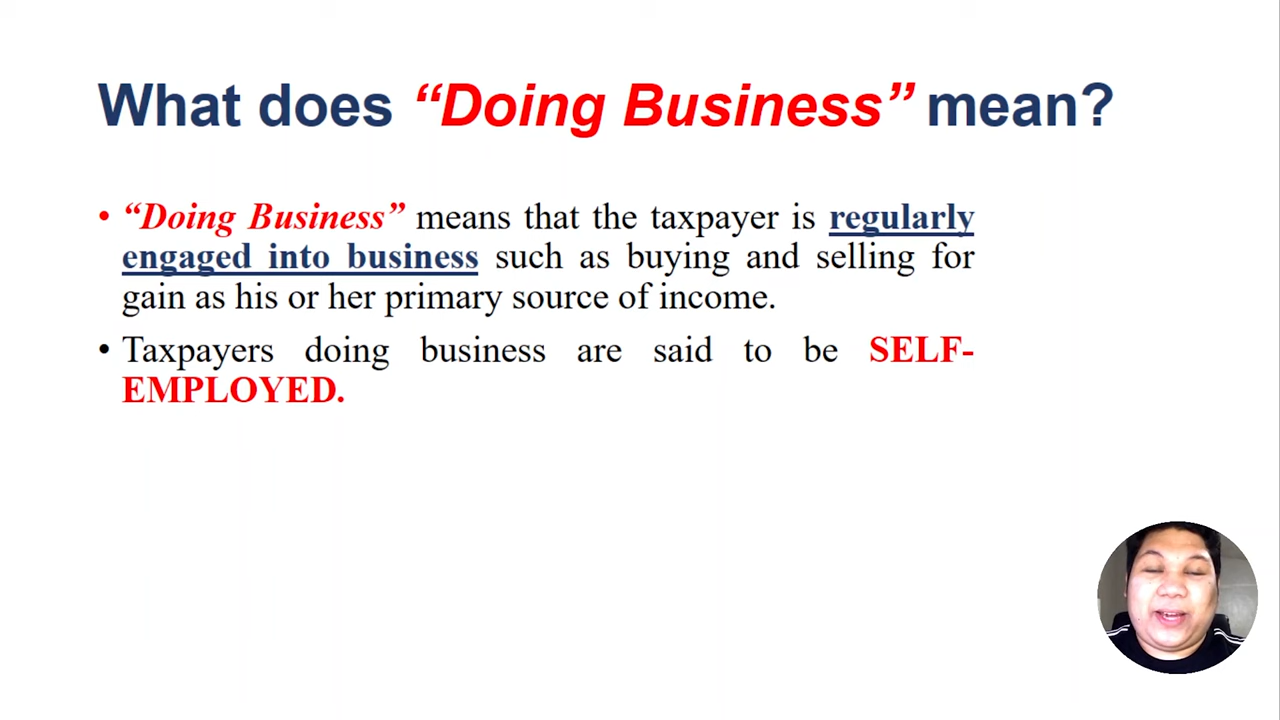 What does “Doing Business” mean?
• “Doing Business” means that the taxpayer is regularly
engaged into business such as buying and selling for
gain as his or her primary source of income.
• Taxpayers doing business are said to be SELF-
EMPLOYED.